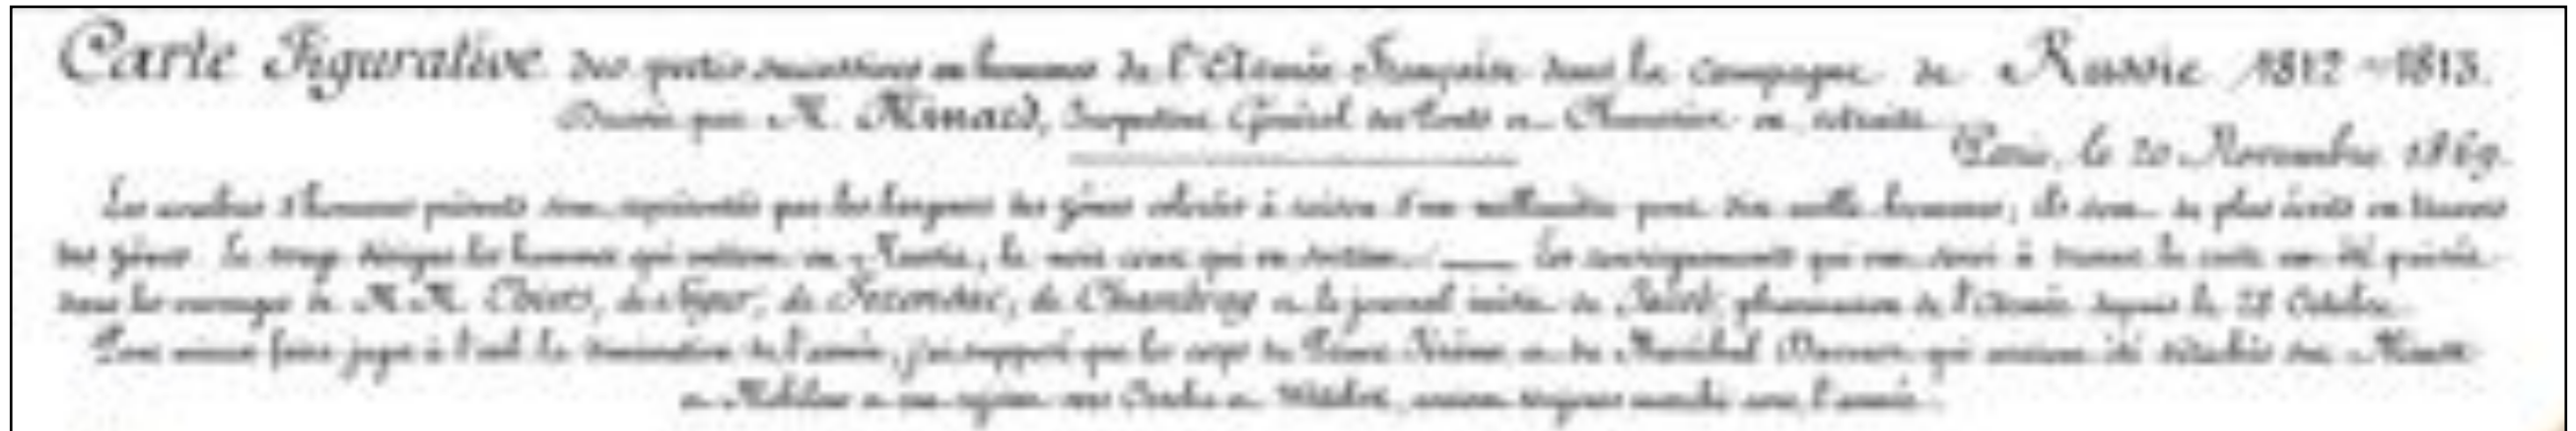 Carte Figurative des pertes successives en hommes de l'Armée Française dans la Campagne de Russie 1812-1813.
Dressée par M. Minard, Inspecteur Général des Ponts et Chaussées en retraite.
Paris, le 20 Novembre 1869.
Les nombres d'hommes présents sont représentés par les largeurs des zones colorées à raison d'un millimètre pour dix mille hommes; ils sont de plus écrits en travers
des zones. Le rouge désigne les hommes qui entrent en Russie, le noir ceux qui en sortent. — Les renseignements qui ont servi à dresser la carte ont été puisés
dans les ouvrages de M.M. Thiers, de Ségur, de Fezensac, de Chambray et le journal inédit de Jacob, pharmacien de l'Armée depuis le 28 Octobre.
Pour mieux faire juger à l'œil la diminution de l'armée, j'ai supposé que les corps du Prince Jérôme et du Maréchal Davout qui avaient été détachés sur Minsk
et Mohilow et ont rejoint vers Orscha et Witebsk, avaient toujours marché avec l'armée.